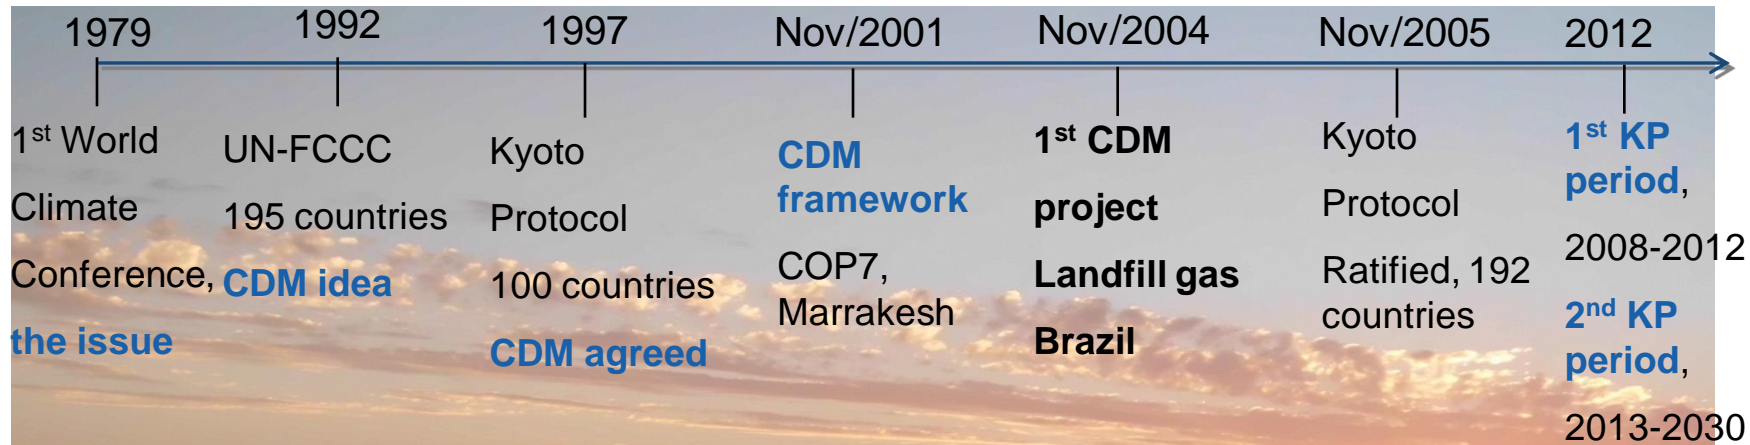 1979
1st World
Climate
Conference,
the issue
1992
UN-FCCC
195 countries
CDM idea
1997
Kyoto
Protocol
100 countries
CDM agreed
Nov/2001
CDM
framework
COP7,
Marrakesh
Nov/2004
1st CDM
project
Landfill gas
Brazil
Nov/2005
Kyoto
Protocol
Ratified, 192
countries
2012
1st KP
period,
2008-2012
2nd KP
period,
2013-2030